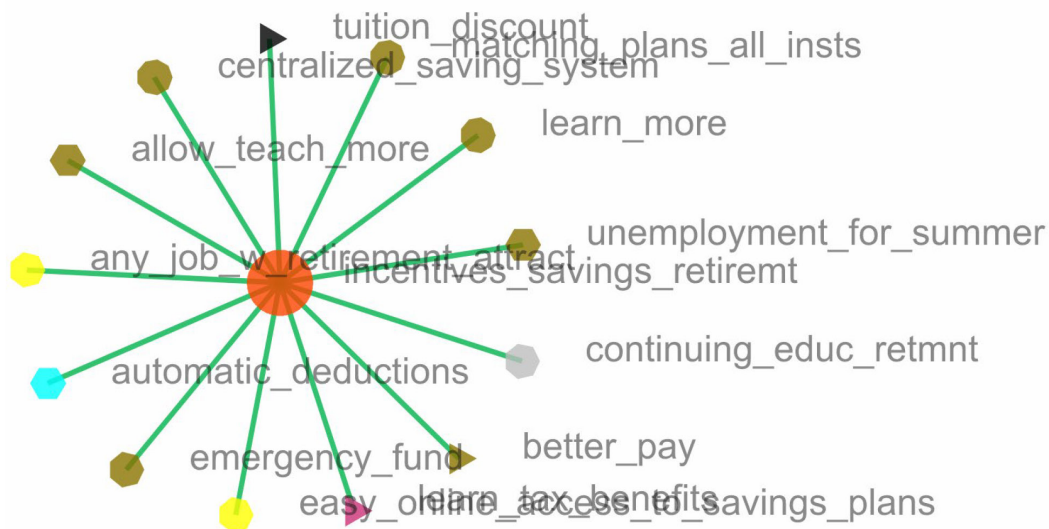 tuition_discount
matching_plans_all_insts
centralized_saving_system
learn_more
allow_teach_more
unemployment_for_summer
any_job_w_retirement_attract
incentives_savings_retiremt
continuing_educ_retmnt
automatic_deductions
better_pay
emergency_fund
learn_tax_benefits
easy_online_access_to_savings_plans